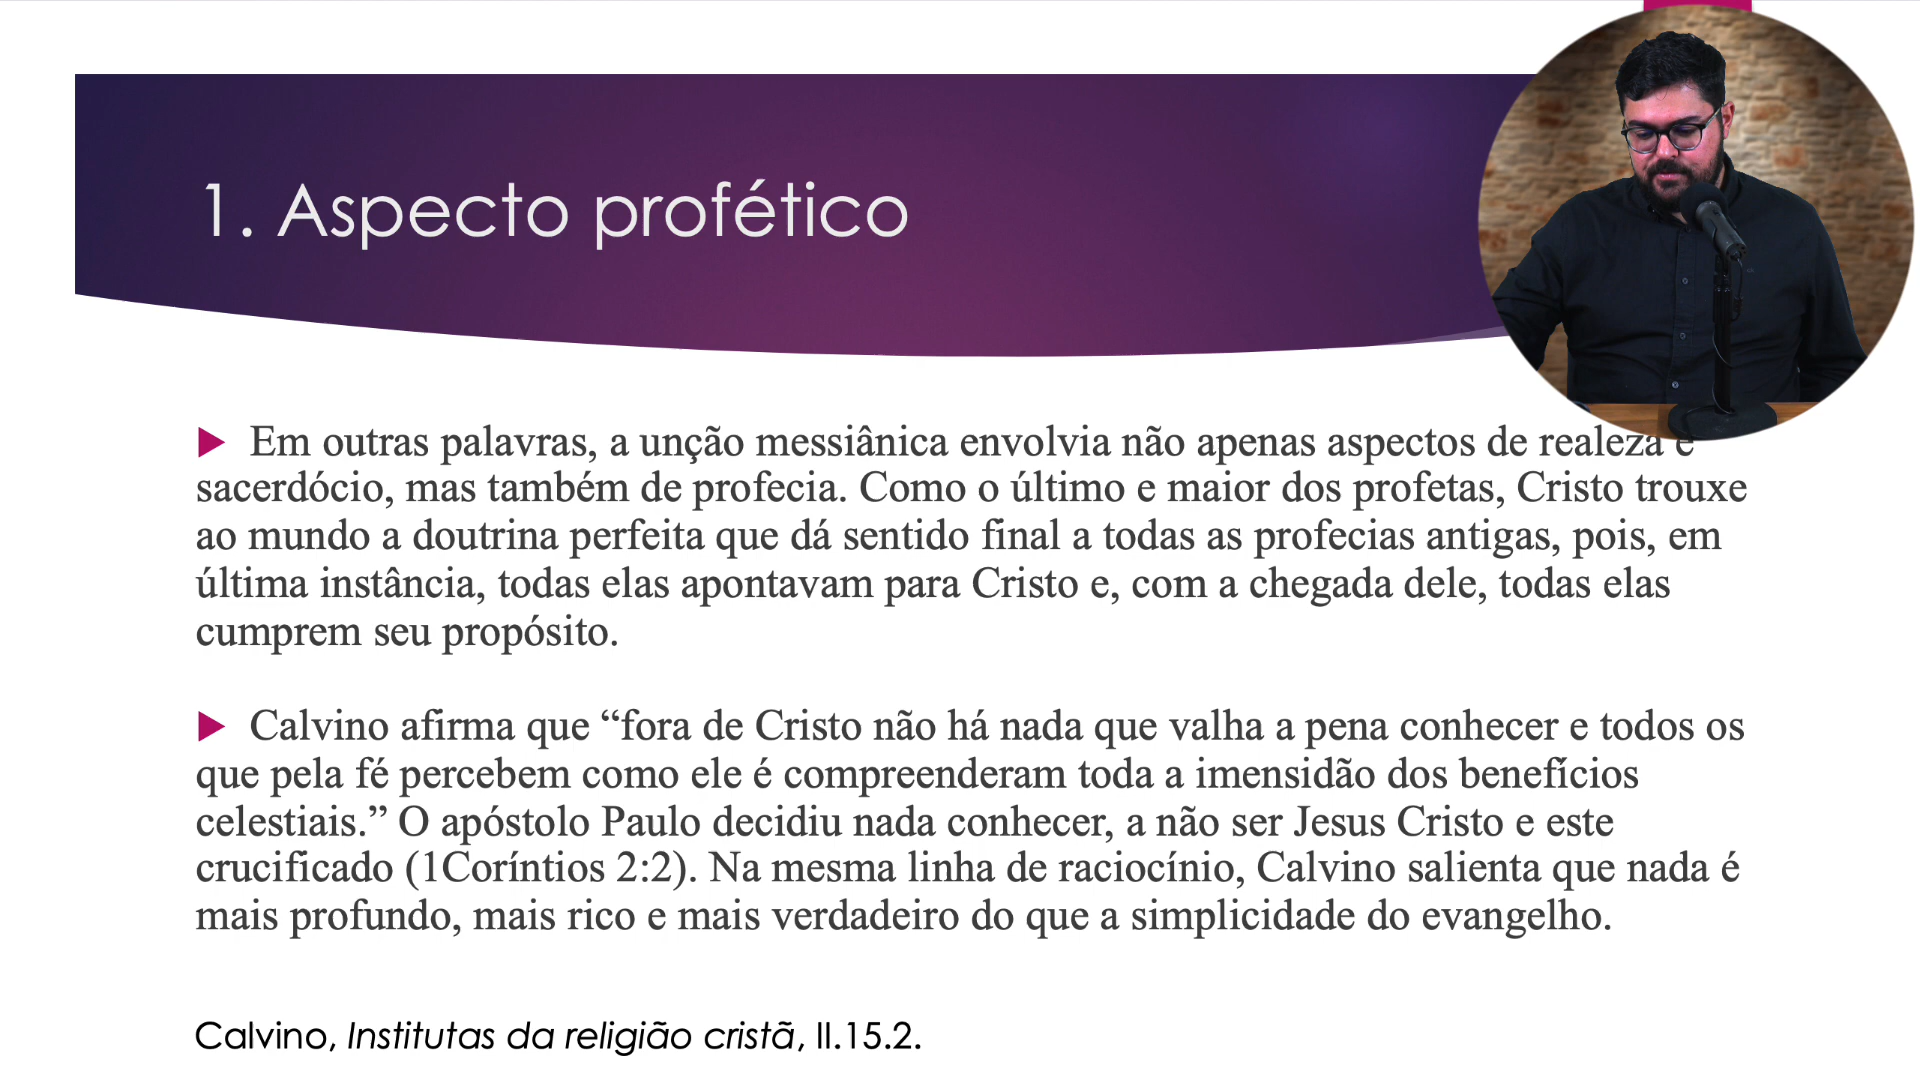 1. Aspecto profético
Em outras palavras, a unção messiânica envolvia não apenas aspectos de realeza e
sacerdócio, mas também de profecia. Como o último e maior dos profetas, Cristo trouxe
ao mundo a doutrina perfeita que dá sentido final a todas as profecias antigas, pois, em
última instância, todas elas apontavam para Cristo e, com a chegada dele, todas elas
cumprem seu propósito.
Calvino afirma que “fora de Cristo não há nada que valha a pena conhecer e todos os
que pela fé percebem como ele é compreenderam toda a imensidão dos benefícios
celestiais.” O apóstolo Paulo decidiu nada conhecer, a não ser Jesus Cristo e este
crucificado (1Coríntios 2:2). Na mesma linha de raciocínio, Calvino salienta que nada é
mais profundo, mais rico e mais verdadeiro do que a simplicidade do evangelho.
Calvino, Institutas da religião cristã, II.15.2.